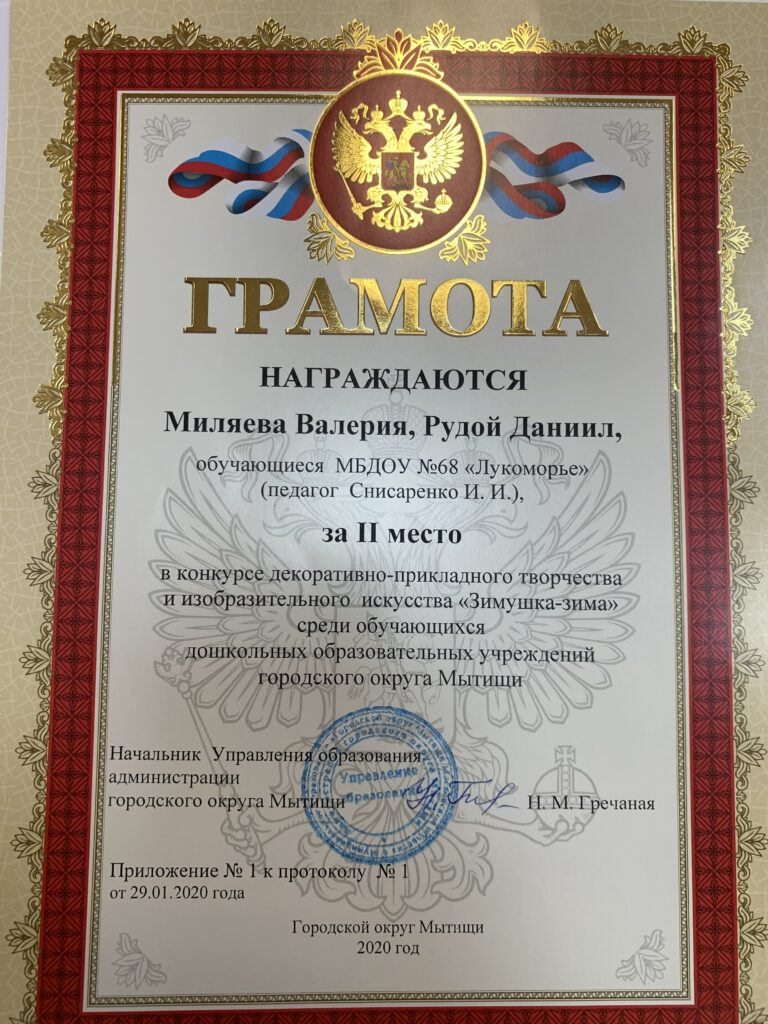 ГРАМОТА
НАГРАЖДАЮТСЯ
Миляева Валерия, Рудой Даниил,
обучающиеся МБДОУ №68 «Лукоморье»
(педагог Снисаренко И. И.),
за II место
в конкурсе декоративно-прикладного творчества
и изобразительного искусства «Зимушка-зима»
среди обучающихся
дошкольных образовательных учреждений
городского округа Мытищи
Начальник Управления образования
администрации
городского округа Мытищи Н. М. Гречаная
Управление
образования
Приложение № 1 к протоколу № 1
от 29.01.2020 года
Городской округ Мытищи
2020 год